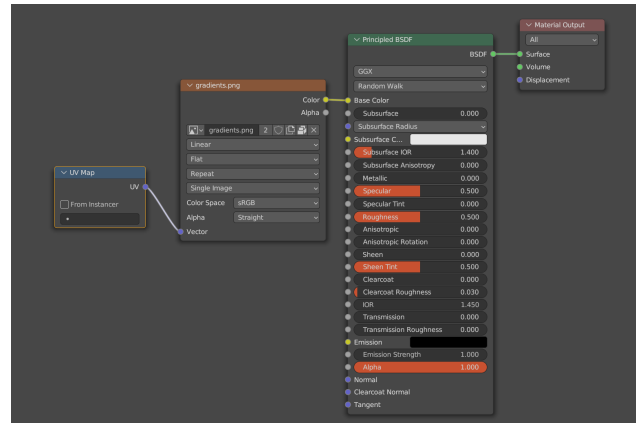 UV Map
UV
From Instancer
gradients.png
Color
Alpha
gradients.png 2
Linear
Flat
Repeat
Single Image
Color Space sRGB
Alpha Straight
Vector
Principled BSDF
BSDF
GGX
Random Walk
Base Color
Subsurface 0.000
Subsurface Radius
Subsurface C...
Subsurface IOR 1.400
Subsurface Anisotropy 0.000
Metallic 0.000
Specular 0.500
Specular Tint 0.000
Roughness 0.500
Anisotropic 0.000
Anisotropic Rotation 0.000
Sheen 0.000
Sheen Tint 0.500
Clearcoat 0.000
Clearcoat Roughness 0.030
IOR 1.450
Transmission 0.000
Transmission Roughness 0.000
Emission
Emission Strength 1.000
Alpha 1.000
Normal
Clearcoat Normal
Tangent
Material Output
All
Surface
Volume
Displacement